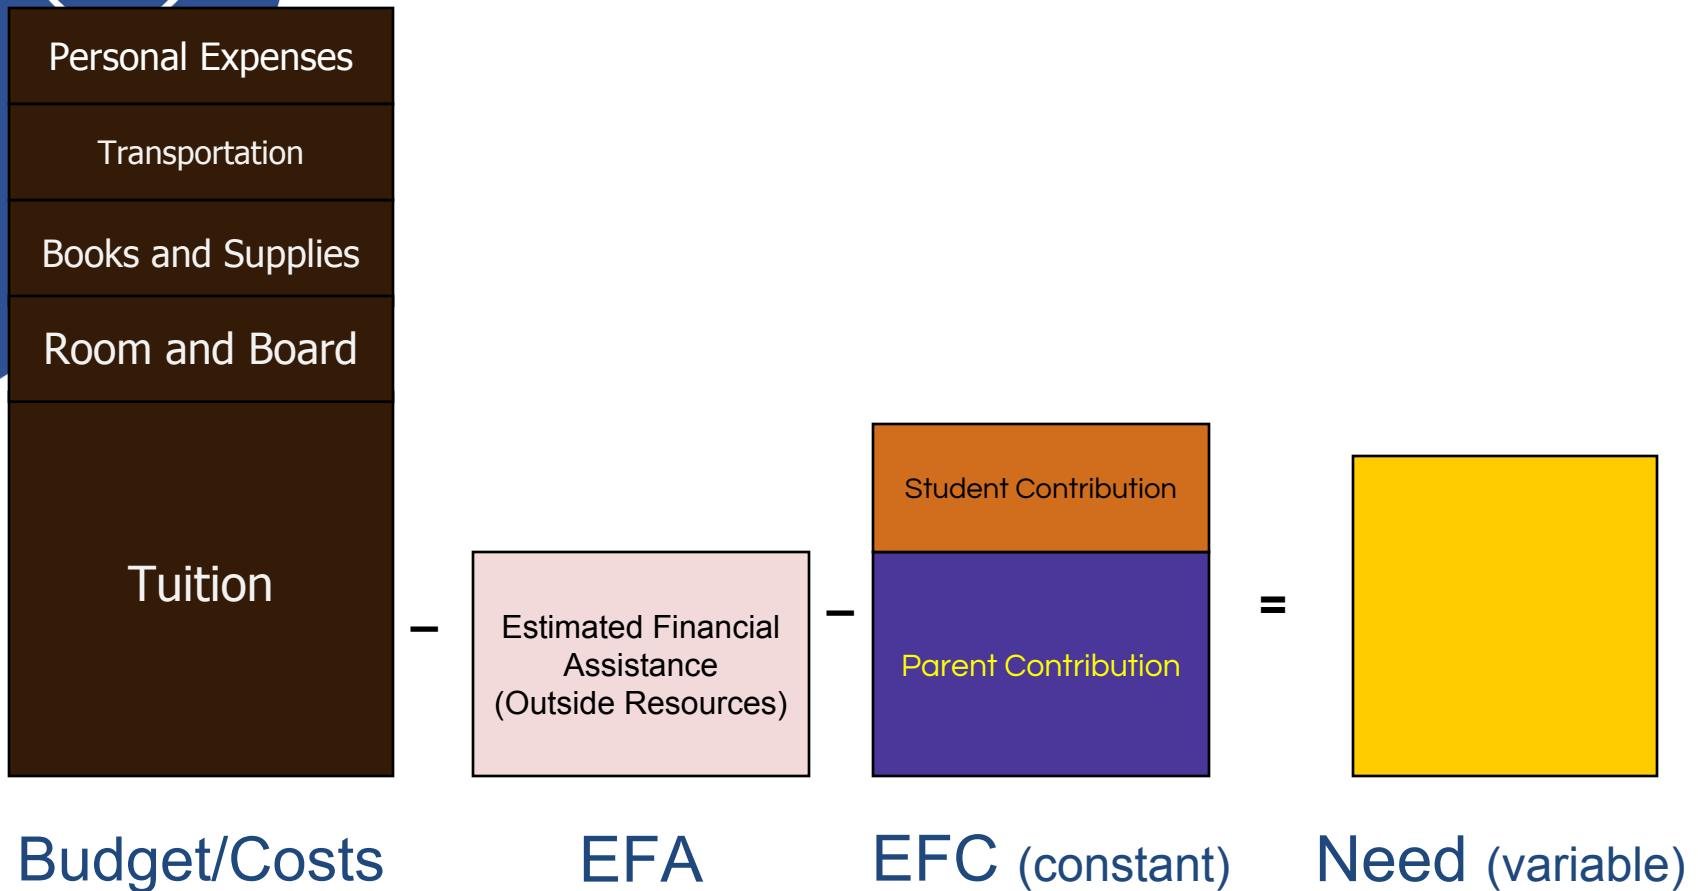 Personal Expenses
Transportation
Books and Supplies
Room and Board
Tuition
–
Estimated Financial
Assistance
(Outside Resources)
–
Student Contribution
Parent Contribution
=
Budget/Costs
EFA
EFC (constant)
Need (variable)